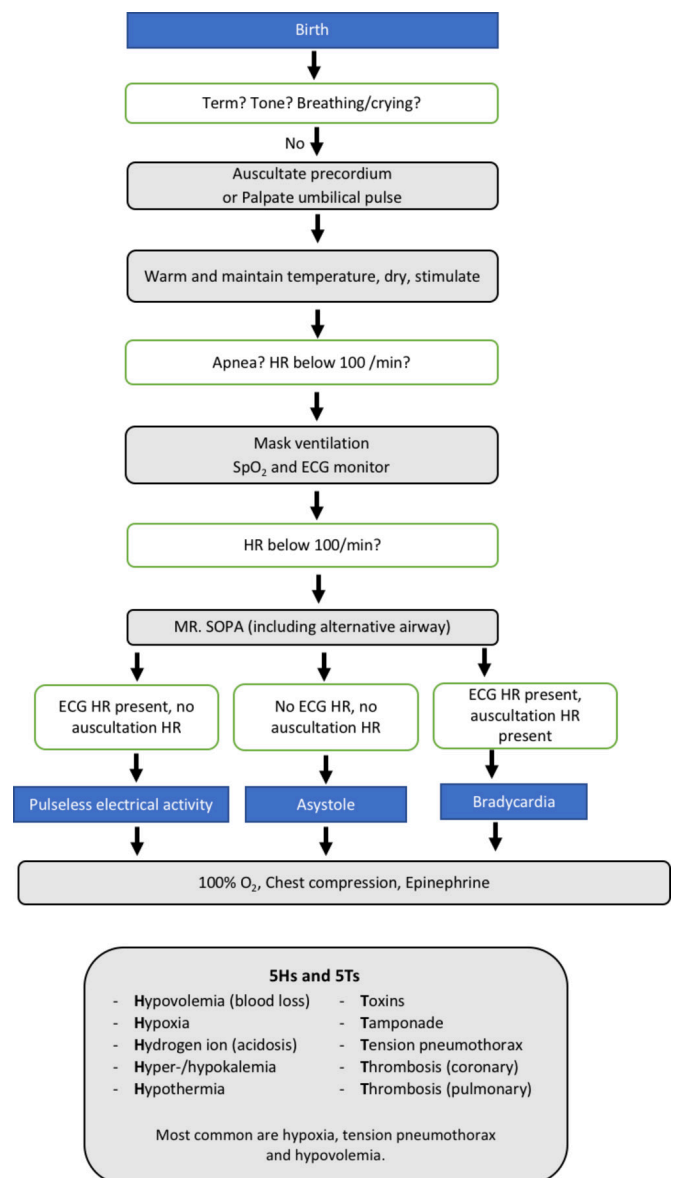 Birth
Term? Tone? Breathing/crying?
No
Auscultate precordium
or Palpate umbilical pulse
Warm and maintain temperature, dry, stimulate
Apnea? HR below 100 /min?
Mask ventilation
SpO₂ and ECG monitor
HR below 100/min?
MR. SOPA (including alternative airway)
ECG HR present, no
auscultation HR
No ECG HR, no
auscultation HR
ECG HR present,
auscultation HR
present
Pulseless electrical activity
Asystole
Bradycardia
100% O₂, Chest compression, Epinephrine
5Hs and 5Ts
- Hypovolemia (blood loss)
- Hypoxia
- Hydrogen ion (acidosis)
- Hyper-/hypokalemia
- Hypothermia
- Toxins
- Tamponade
- Tension pneumothorax
- Thrombosis (coronary)
- Thrombosis (pulmonary)
Most common are hypoxia, tension pneumothorax
and hypovolemia.